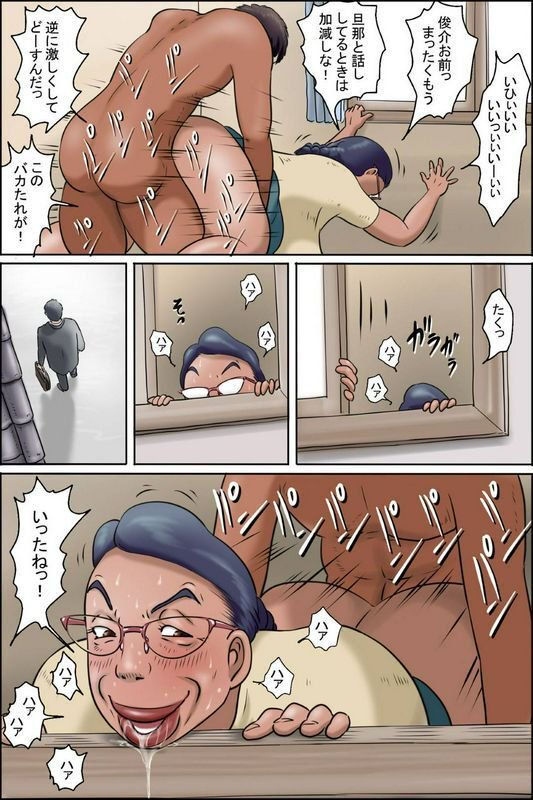 いひぃいい
いいっいいいーいぃ
俊介お前っ
まったくもう
旦那と話し
してるときは
加減しな！
逆に激しくして
どーすんだっ
この
バカたれが！
パン
パン
パン
パン
たくっ
ガラガラ
ハァ
ハァ
そっ
ハァ
ハァ
ハァ
パン
パン
パン
パン
パン
いったねっ！
ハァ
ハァ
ハァ
ハァ
ハァ